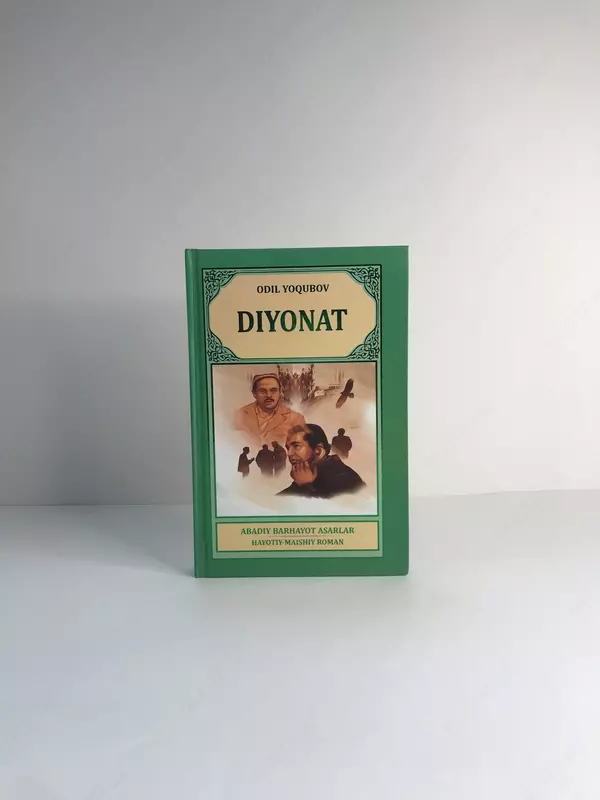 ODIL YOQUBOV
DIYONAT
ABADIY BARHAYOT ASARLAR
HAYOTIY-MAISHIY ROMAN